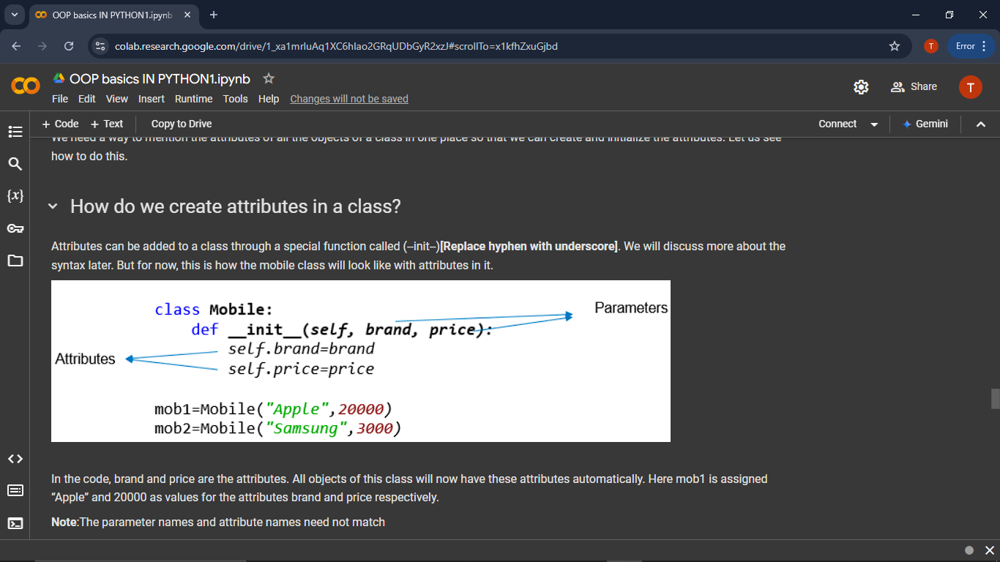 OOP basics IN PYTHON1.ipynb
colab.research.google.com/drive/1_xa1mrluAq1XC6hlao2GRqUDbGyR2xzJ#scrollTo=x1kfhZxuGjbd
T
Error
OOP basics IN PYTHON1.ipynb
File Edit View Insert Runtime Tools Help Changes will not be saved
Share
T
+ Code + Text Copy to Drive
Connect
Gemini
We need a way to mention the attributes of all the objects of a class in one place so that we can create and initialize the attributes. Let us see
how to do this.
How do we create attributes in a class?
Attributes can be added to a class through a special function called (--init--)[Replace hyphen with underscore]. We will discuss more about the
syntax later. But for now, this is how the mobile class will look like with attributes in it.
class Mobile:
Parameters
def __init__(self, brand, price):
self.brand=brand
Attributes
self.price=price
mob1=Mobile("Apple",20000)
mob2=Mobile("Samsung",3000)
In the code, brand and price are the attributes. All objects of this class will now have these attributes automatically. Here mob1 is assigned
“Apple” and 20000 as values for the attributes brand and price respectively.
Note:The parameter names and attribute names need not match